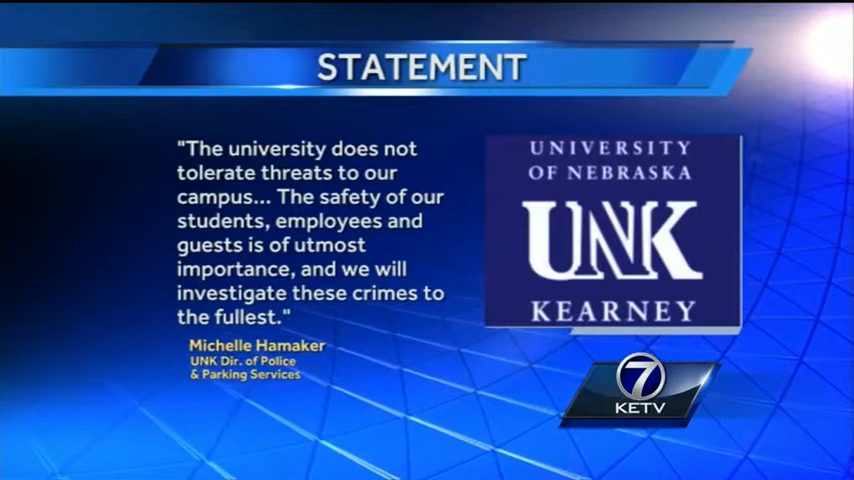 STATEMENT
"The university does not
tolerate threats to our
campus... The safety of our
students, employees and
guests is of utmost
importance, and we will
investigate these crimes to
the fullest."
Michelle Hamaker
UNK Dir. of Police
& Parking Services
UNIVERSITY
OF NEBRASKA
UNK
KEARNEY
7
KETV